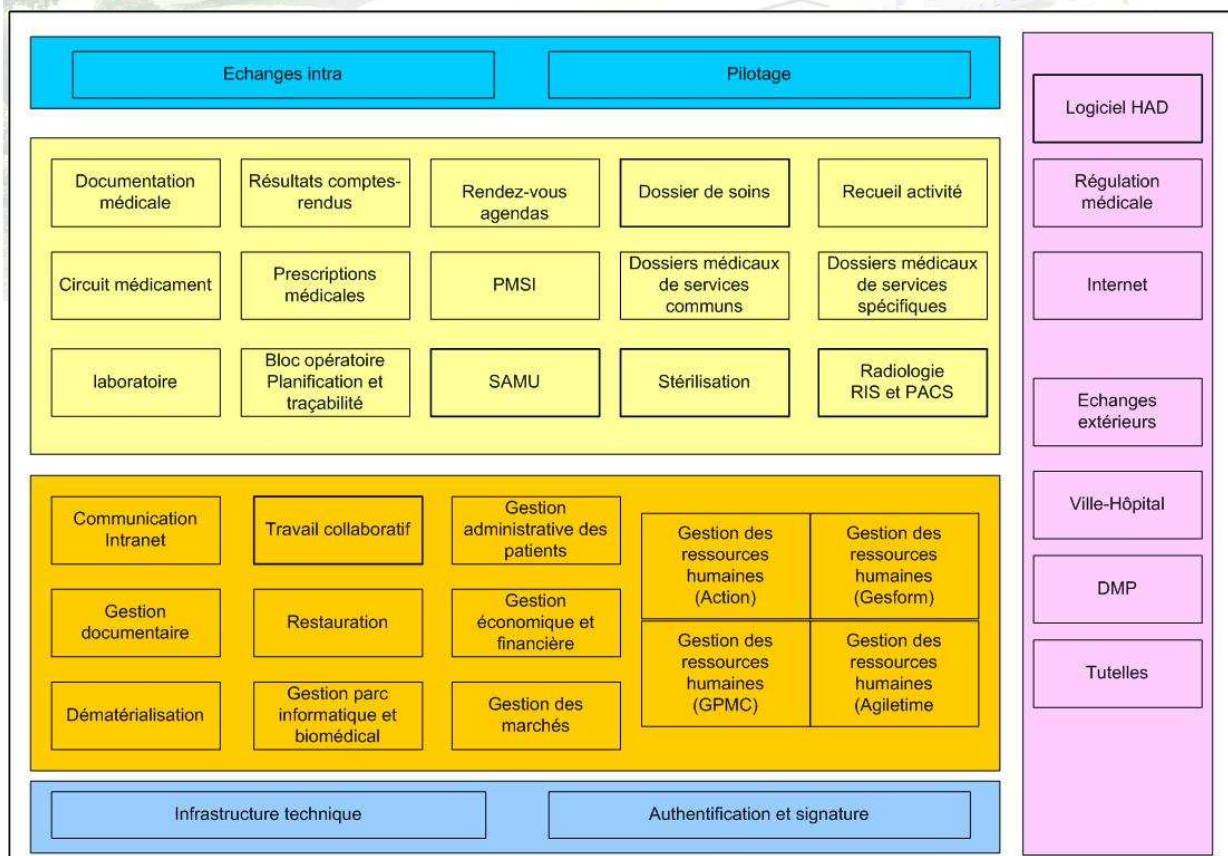 Echanges intra
Pilotage
Documentation
médicale
Résultats comptes-
rendus
Rendez-vous
agendas
Dossier de soins
Recueil activité
Circuit médicament
Prescriptions
médicales
PMSI
Dossiers médicaux
de services
communs
Dossiers médicaux
de services
spécifiques
laboratoire
Bloc opératoire
Planification et
traçabilité
SAMU
Stérilisation
Radiologie
RIS et PACS
Communication
Intranet
Travail collaboratif
Gestion
administrative des
patients
Gestion des
ressources
humaines
(Action)
Gestion des
ressources
humaines
(Gesform)
Gestion
documentaire
Restauration
Gestion
économique et
financière
Gestion des
ressources
humaines
(GPMC)
Gestion des
ressources
humaines
(Agiletime
Dématérialisation
Gestion parc
informatique et
biomédical
Gestion des
marchés
Infrastructure technique
Authentification et signature
Logiciel HAD
Régulation
médicale
Internet
Echanges
extérieurs
Ville-Hôpital
DMP
Tutelles